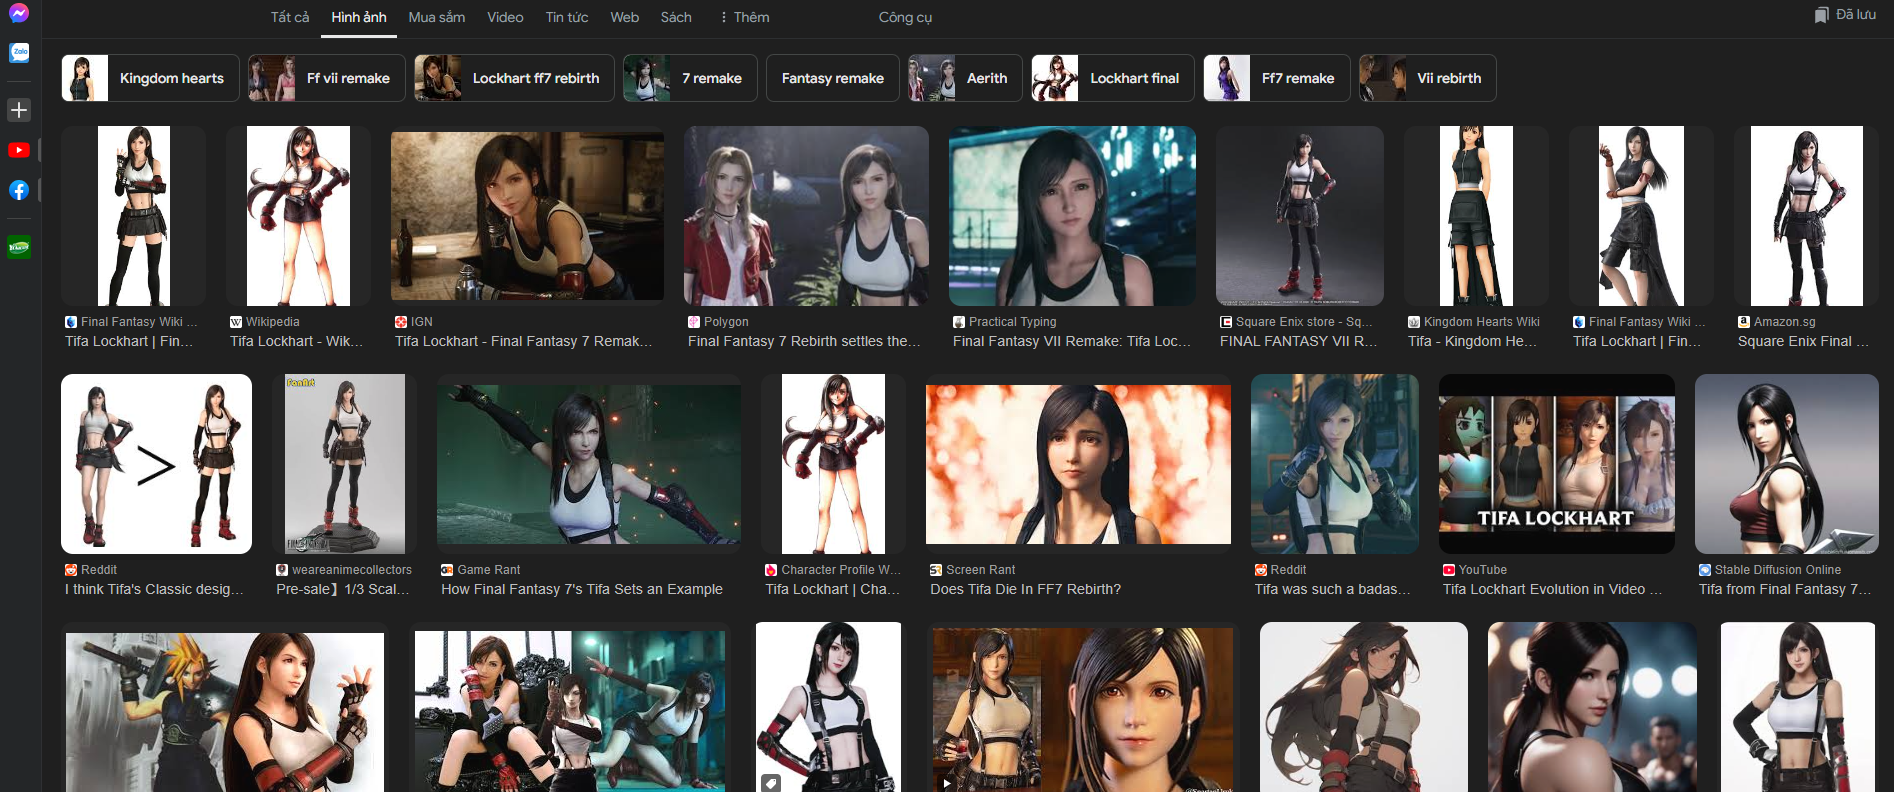 Tất cả
Hình ảnh
Mua sắm
Video
Tin tức
Web
Sách
Thêm
Công cụ
Đã lưu
Zalo
Kingdom hearts
Ff vii remake
Lockhart ff7 rebirth
7 remake
Fantasy remake
Aerith
Lockhart final
Ff7 remake
Vii rebirth
Final Fantasy Wiki ...
Tifa Lockhart | Fin...
Wikipedia
Tifa Lockhart - Wik...
IGN
Tifa Lockhart - Final Fantasy 7 Remak...
Polygon
Final Fantasy 7 Rebirth settles the...
Practical Typing
Final Fantasy VII Remake: Tifa Loc...
Square Enix store - Sq...
FINAL FANTASY VII R...
Kingdom Hearts Wiki
Tifa - Kingdom He...
Final Fantasy Wiki ...
Tifa Lockhart | Fin...
Amazon.sg
Square Enix Final ...
FanArt
TIFA LOCKHART
Reddit
I think Tifa's Classic desig...
weareanimecollectors
Pre-sale】1/3 Scal...
Game Rant
How Final Fantasy 7's Tifa Sets an Example
Character Profile W...
Tifa Lockhart | Cha...
Screen Rant
Does Tifa Die In FF7 Rebirth?
Reddit
Tifa was such a badas...
YouTube
Tifa Lockhart Evolution in Video ...
Stable Diffusion Online
Tifa from Final Fantasy 7...